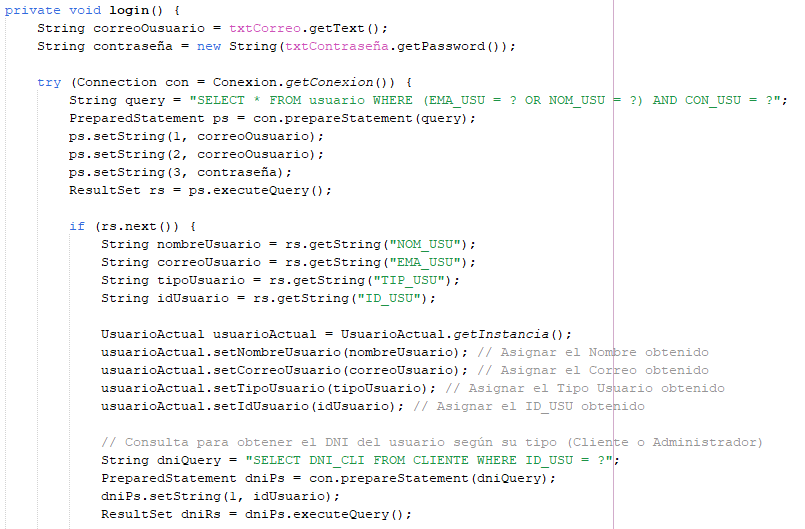 private void login() {
String correoOusuario = txtCorreo.getText();
String contraseña = new String(txtContraseña.getPassword());
try (Connection con = Conexion.getConexion()) {
String query = "SELECT * FROM usuario WHERE (EMA_USU = ? OR NOM_USU = ?) AND CON_USU = ?";
PreparedStatement ps = con.prepareStatement(query);
ps.setString(1, correoOusuario);
ps.setString(2, correoOusuario);
ps.setString(3, contraseña);
ResultSet rs = ps.executeQuery();
if (rs.next()) {
String nombreUsuario = rs.getString("NOM_USU");
String correoUsuario = rs.getString("EMA_USU");
String tipoUsuario = rs.getString("TIP_USU");
String idUsuario = rs.getString("ID_USU");
UsuarioActual usuarioActual = UsuarioActual.getInstancia();
usuarioActual.setNombreUsuario(nombreUsuario); // Asignar el Nombre obtenido
usuarioActual.setCorreoUsuario(correoUsuario); // Asignar el Correo obtenido
usuarioActual.setTipoUsuario(tipoUsuario); // Asignar el Tipo Usuario obtenido
usuarioActual.setIdUsuario(idUsuario); // Asignar el ID_USU obtenido
// Consulta para obtener el DNI del usuario según su tipo (Cliente o Administrador)
String dniQuery = "SELECT DNI_CLI FROM CLIENTE WHERE ID_USU = ?";
PreparedStatement dniPs = con.prepareStatement(dniQuery);
dniPs.setString(1, idUsuario);
ResultSet dniRs = dniPs.executeQuery();